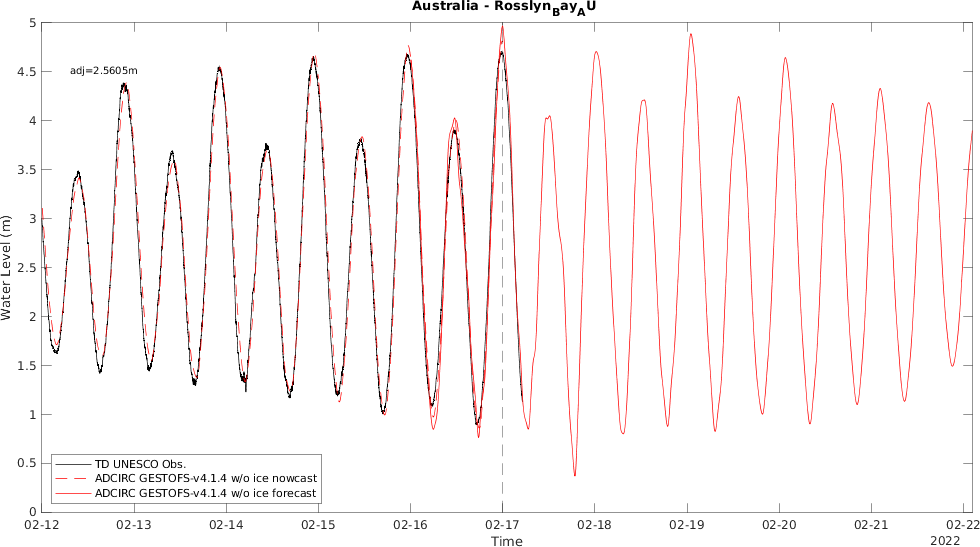 Australia - RosslynBayAU
adj=2.5605m
5
4.5
4
3.5
3
2.5
2
1.5
1
0.5
0
Water Level (m)
TD UNESCO Obs.
ADCIRC GESTOFS-v4.1.4 w/o ice nowcast
ADCIRC GESTOFS-v4.1.4 w/o ice forecast
02-12 02-13 02-14 02-15 02-16 02-17 02-18 02-19 02-20 02-21 02-22
Time
2022